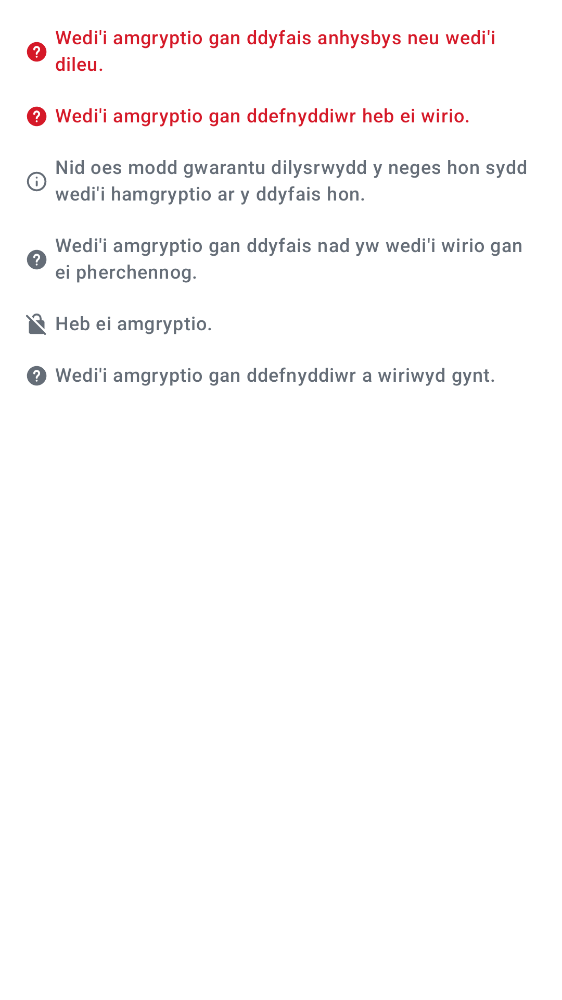 Wedi'i amgryptio gan ddyfais anhysbys neu wedi'i
dileu.
Wedi'i amgryptio gan ddefnyddiwr heb ei wirio.
Nid oes modd gwarantu dilysrwydd y neges hon sydd
wedi'i hamgryptio ar y ddyfais hon.
Wedi'i amgryptio gan ddyfais nad yw wedi'i wirio gan
ei pherchennog.
Heb ei amgryptio.
Wedi'i amgryptio gan ddefnyddiwr a wiriwyd gynt.